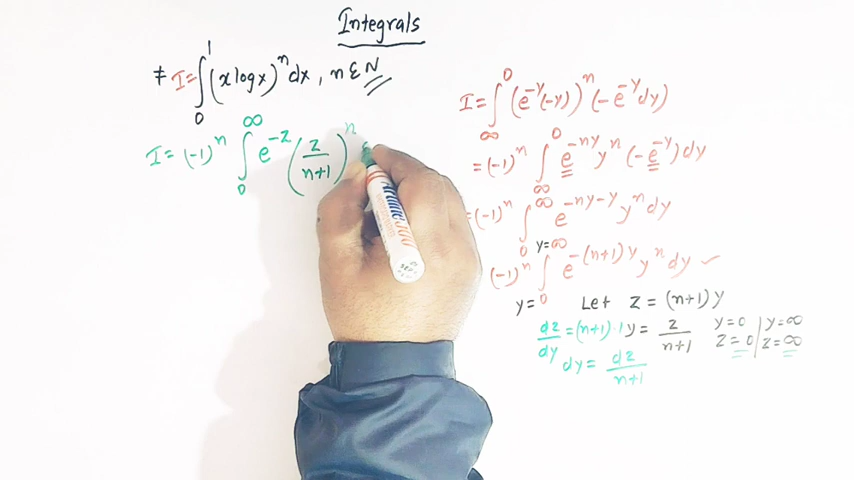 Integrals
≠ I = ∫₀¹ (x log x)ⁿ dx , n ∈ N
I = (-1)ⁿ ∫₀^∞ e^(-z) (z/(n+1))ⁿ
I = ∫_∞^0 (e^(-y) (-y))ⁿ (-e^(-y) dy)
= (-1)ⁿ ∫_∞^0 e^(-ny) yⁿ (-e^(-y)) dy
= (-1)ⁿ ∫₀^∞ e^(-ny-y) yⁿ dy
(-1)ⁿ ∫_(y=0)^(y=∞) e^(-(n+1)y) yⁿ dy ✓
Let z = (n+1) y
dz/dy = (n+1)·1 y = z/(n+1) y=0 | y=∞
dy = dz/(n+1) z=0 | z=∞